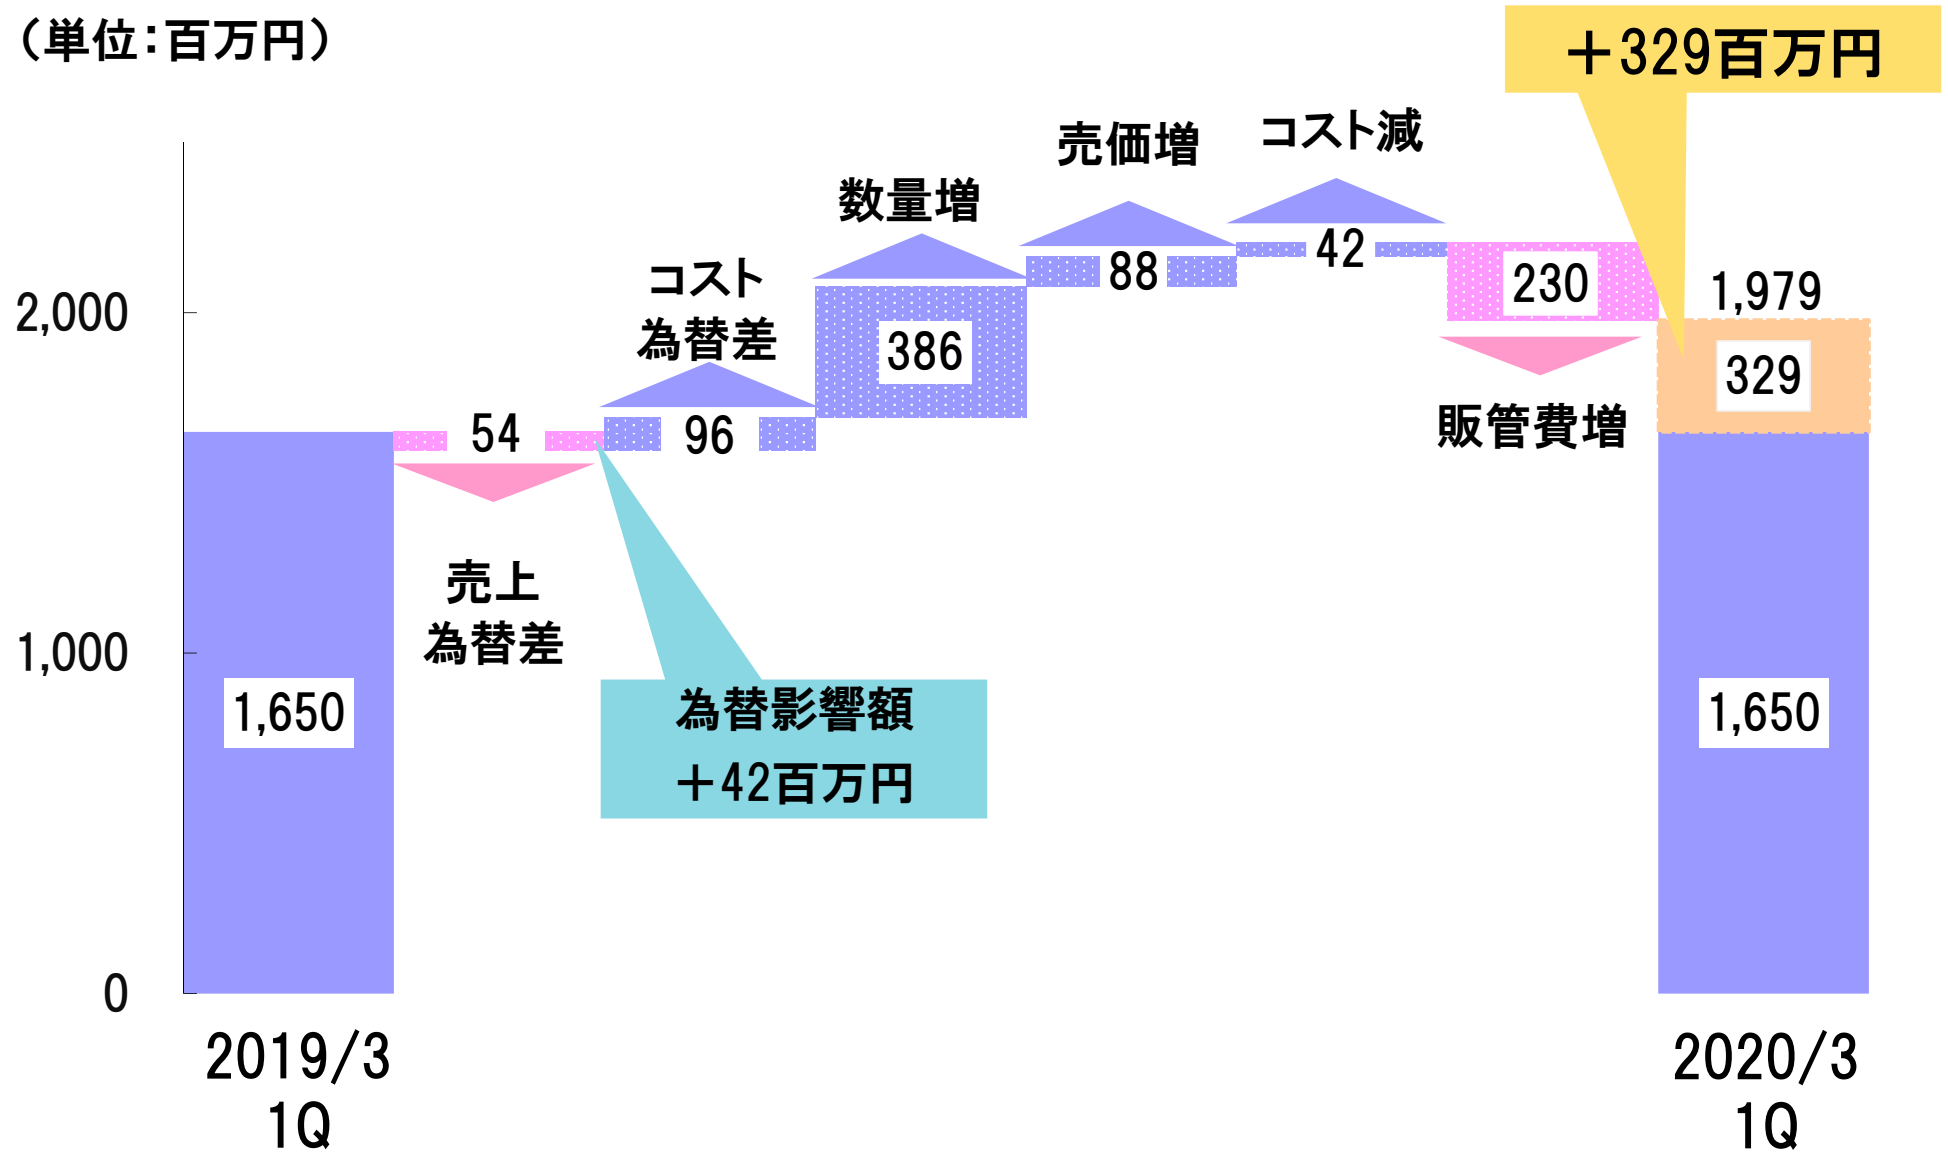 （単位：百万円）
＋329百万円
売価増
コスト減
数量増
コスト
為替差
42
88
230
1,979
2,000
386
329
54
96
販管費増
売上
為替差
1,000
1,650
為替影響額
＋42百万円
1,650
0
2019/3
1Q
2020/3
1Q